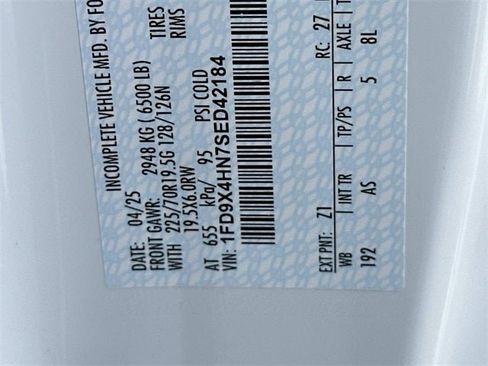 INCOMPLETE VEHICLE MFD. BY FO
DATE: 04/25
FRONT GAWR: 2948 KG ( 6500 LB)
WITH 225/70R19.5G 128/126N TIRES
19.5X6.0RW RIMS
AT 655 kPa/ 95 PSI COLD
1FD9X4HN7SED42184
EXT PNT: Z1 RC: 27
WB INT TR TP/PS R AXLE
192 AS 5 8L